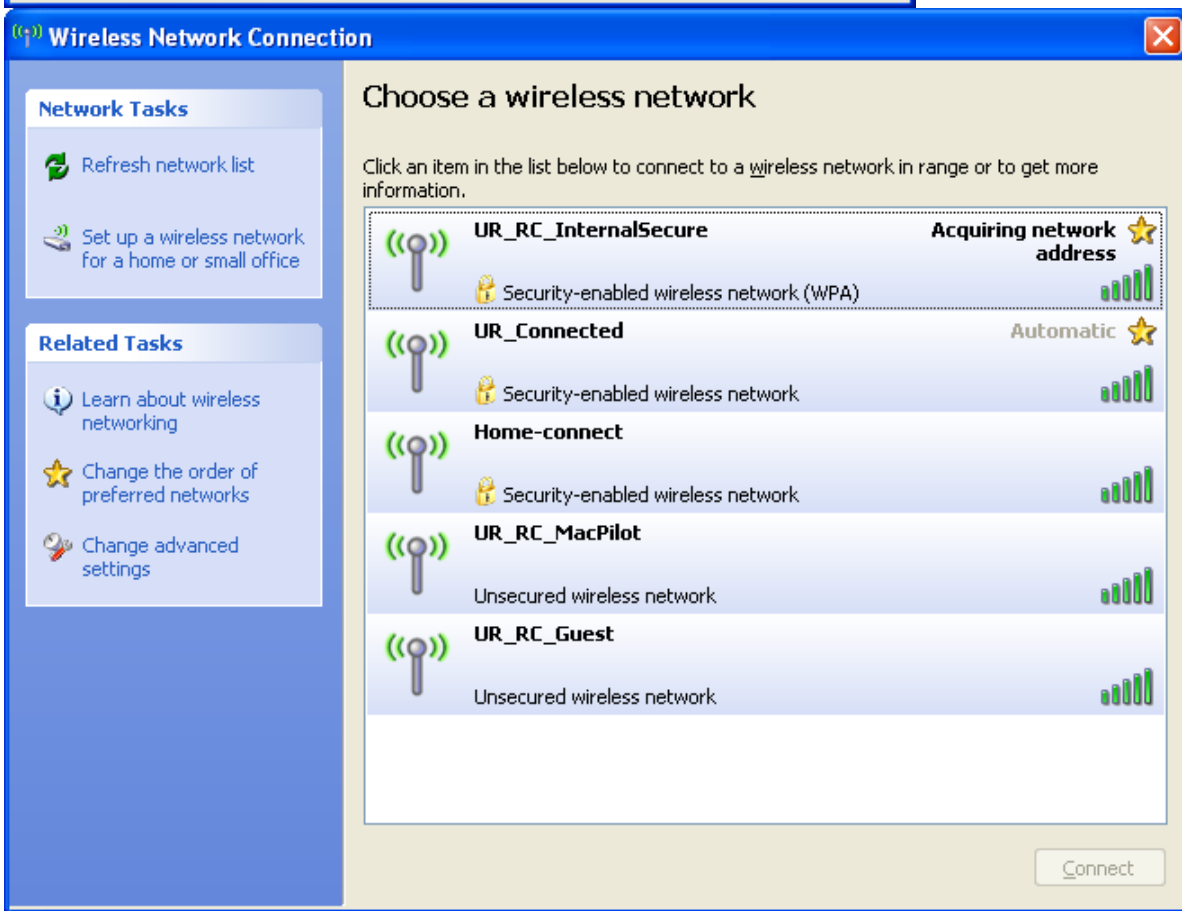 Wireless Network Connection
Network Tasks
Refresh network list
Set up a wireless network
for a home or small office
Related Tasks
Learn about wireless
networking
Change the order of
preferred networks
Change advanced
settings
Choose a wireless network
Click an item in the list below to connect to a wireless network in range or to get more
information.
UR_RC_InternalSecure
Acquiring network
address
Security-enabled wireless network (WPA)
UR_Connected
Automatic
Security-enabled wireless network
Home-connect
Security-enabled wireless network
UR_RC_MacPilot
Unsecured wireless network
UR_RC_Guest
Unsecured wireless network
Connect